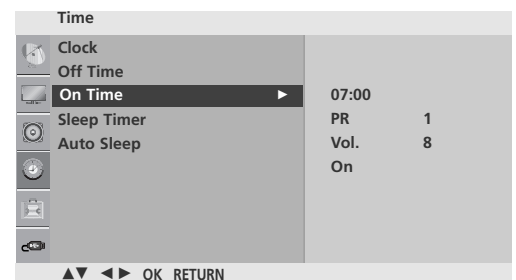 Time
Clock
Off Time
On Time ►
07:00
PR 1
Vol. 8
On
Sleep Timer
Auto Sleep
▲▼ ◄► OK RETURN